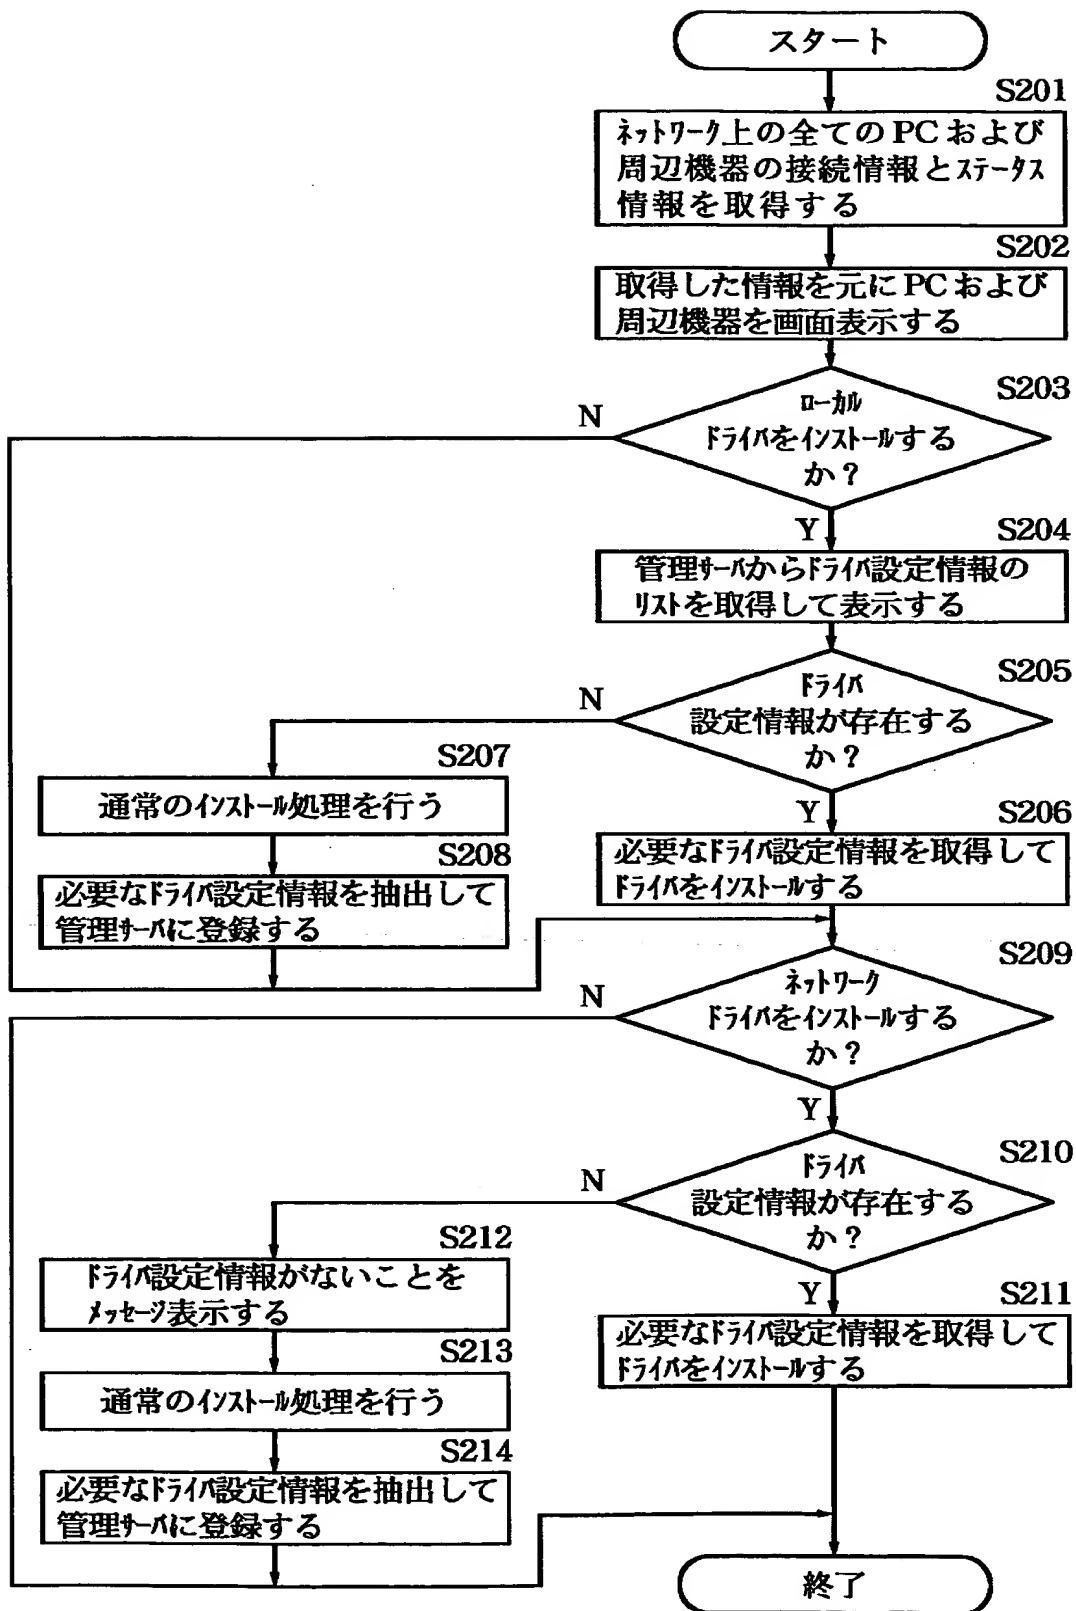 スタート
S201
ネットワーク上の全てのPCおよび
周辺機器の接続情報とステータス
情報を取得する
S202
取得した情報を元にPCおよび
周辺機器を画面表示する
S203
ローカル
ドライバをインストールする
か？
N
Y
S204
管理サーバからドライバ設定情報の
リストを取得して表示する
S205
ドライバ
設定情報が存在する
か？
N
Y
S207
通常のインストール処理を行う
S206
必要なドライバ設定情報を取得して
ドライバをインストールする
S208
必要なドライバ設定情報を抽出して
管理サーバに登録する
S209
ネットワーク
ドライバをインストールする
か？
N
Y
S210
ドライバ
設定情報が存在する
か？
N
Y
S212
ドライバ設定情報がないことを
メッセージ表示する
S211
必要なドライバ設定情報を取得して
ドライバをインストールする
S213
通常のインストール処理を行う
S214
必要なドライバ設定情報を抽出して
管理サーバに登録する
終了